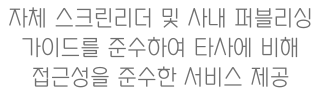 자체 스크린리더 및 사내 퍼블리싱
가이드를 준수하여 타사에 비해
접근성을 준수한 서비스 제공